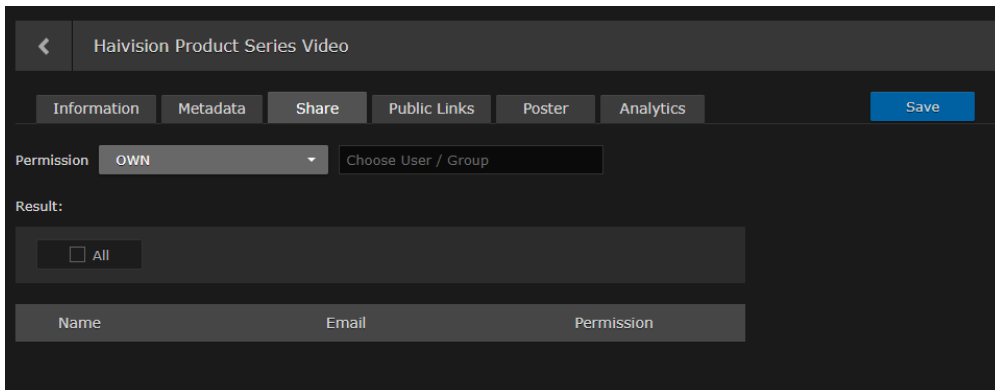 Haivision Product Series Video
Information Metadata Share Public Links Poster Analytics Save
Permission OWN Choose User / Group
Result:
All
Name Email Permission